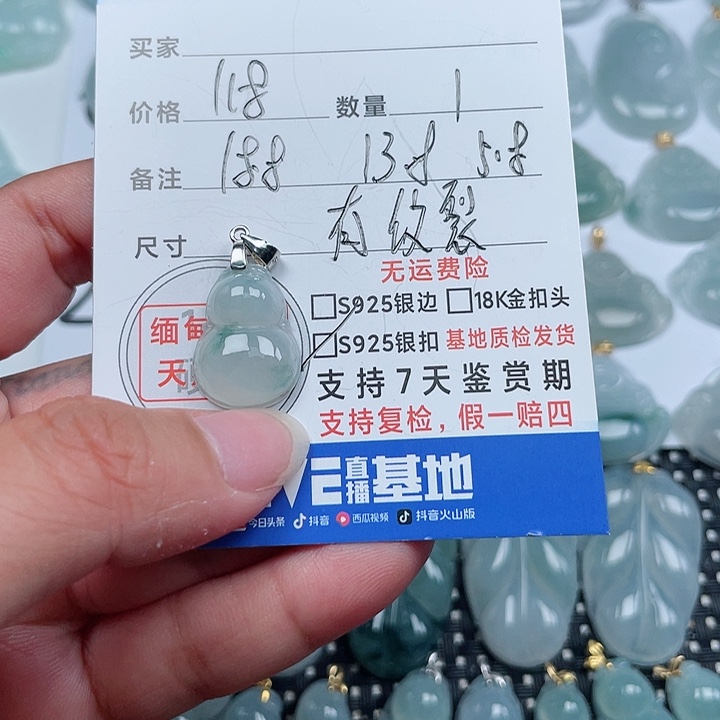 买家
价格 118 数量 1
备注 188 138 5.8
尺寸 有纹裂
无运费险
S925银边 18K金扣头
缅甸
S925银扣 基地质检发货
天
支持7天鉴赏期
支持复检，假一赔四
直播基地
今日头条 抖音 西瓜视频 抖音火山版